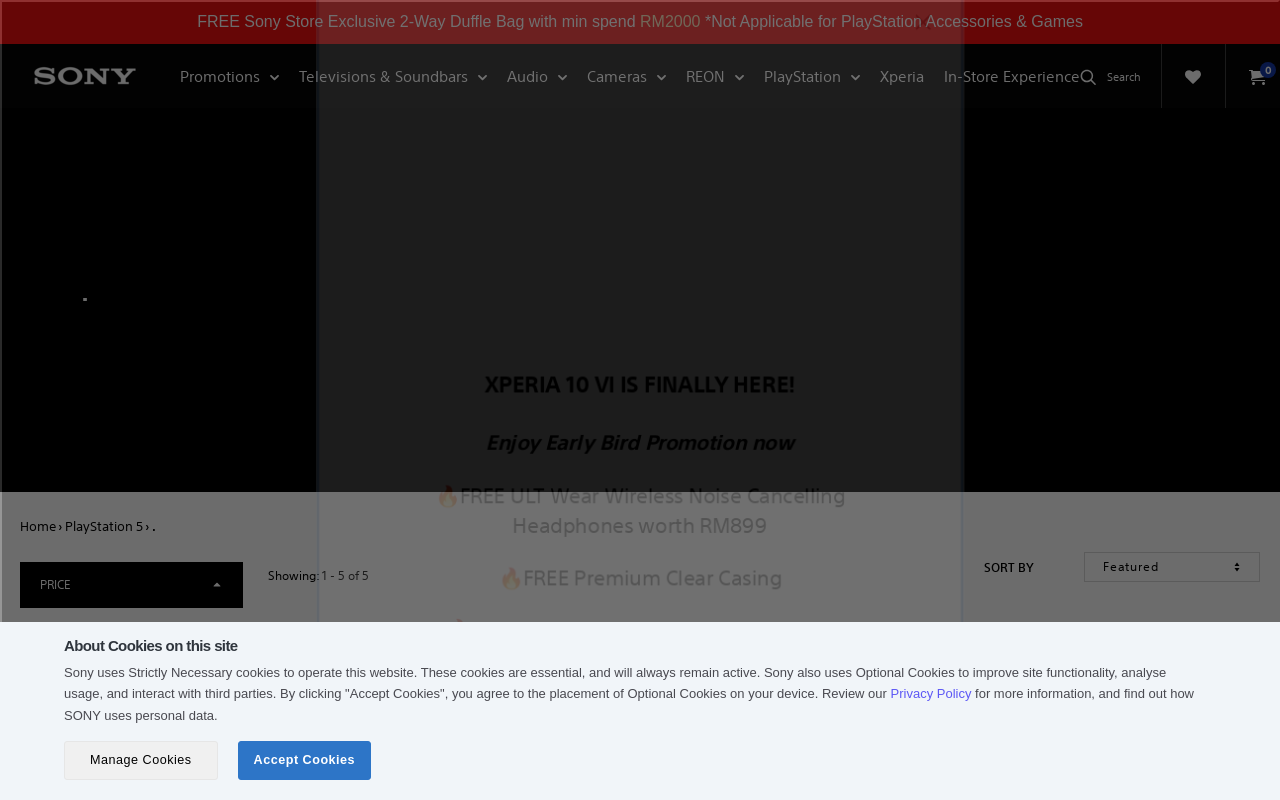 FREE Sony Store Exclusive 2-Way Duffle Bag with min spend RM2000 *Not Applicable for PlayStation Accessories & Games
SONY Promotions Televisions & Soundbars Audio Cameras REON PlayStation Xperia In-Store Experience Search 0
XPERIA 10 VI IS FINALLY HERE!
Enjoy Early Bird Promotion now
🔥FREE ULT Wear Wireless Noise Cancelling
Headphones worth RM899
🔥FREE Premium Clear Casing
Home › PlayStation 5 › .
PRICE
Showing: 1 - 5 of 5
SORT BY
Featured
About Cookies on this site
Sony uses Strictly Necessary cookies to operate this website. These cookies are essential, and will always remain active. Sony also uses Optional Cookies to improve site functionality, analyse
usage, and interact with third parties. By clicking "Accept Cookies", you agree to the placement of Optional Cookies on your device. Review our Privacy Policy for more information, and find out how
SONY uses personal data.
Manage Cookies
Accept Cookies